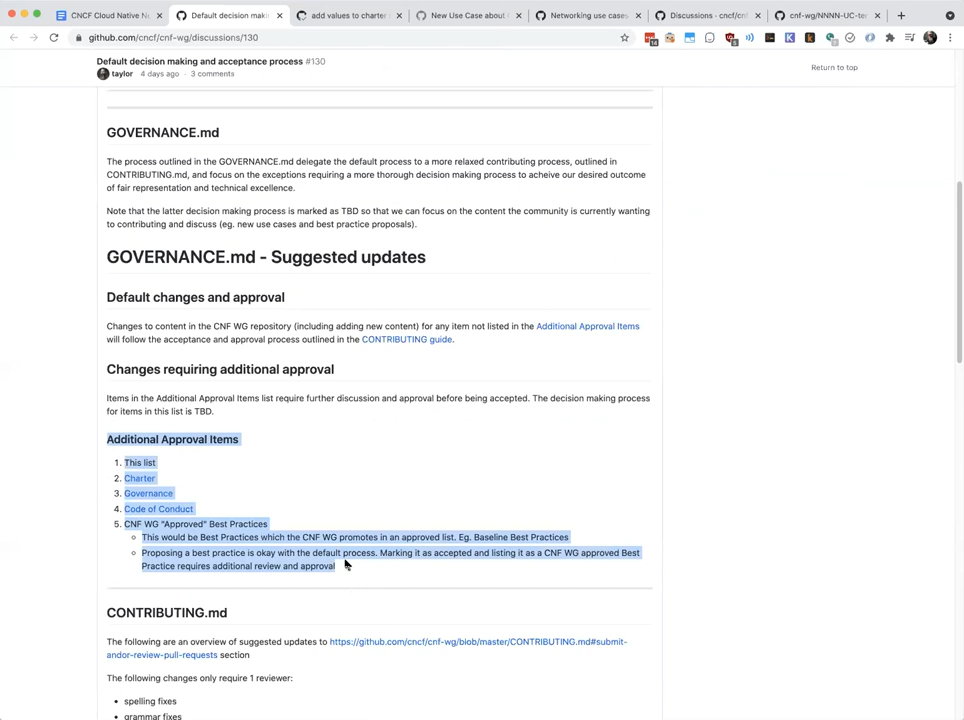 CNCF Cloud Native Ne
Default decision makin
add values to charter
New Use Case about
Networking use cases
Discussions · cncf/cnf
cnf-wg/NNNN-UC-ter
github.com/cncf/cnf-wg/discussions/130
Default decision making and acceptance process #130
taylor 4 days ago · 3 comments
Return to top
GOVERNANCE.md
The process outlined in the GOVERNANCE.md delegate the default process to a more relaxed contributing process, outlined in
CONTRIBUTING.md, and focus on the exceptions requiring a more thorough decision making process to acheive our desired outcome
of fair representation and technical excellence.
Note that the latter decision making process is marked as TBD so that we can focus on the content the community is currently wanting
to contributing and discuss (eg. new use cases and best practice proposals).
GOVERNANCE.md - Suggested updates
Default changes and approval
Changes to content in the CNF WG repository (including adding new content) for any item not listed in the Additional Approval Items
will follow the acceptance and approval process outlined in the CONTRIBUTING guide.
Changes requiring additional approval
Items in the Additional Approval Items list require further discussion and approval before being accepted. The decision making process
for items in this list is TBD.
Additional Approval Items
1. This list
2. Charter
3. Governance
4. Code of Conduct
5. CNF WG "Approved" Best Practices
○ This would be Best Practices which the CNF WG promotes in an approved list. Eg. Baseline Best Practices
○ Proposing a best practice is okay with the default process. Marking it as accepted and listing it as a CNF WG approved Best
Practice requires additional review and approval
CONTRIBUTING.md
The following are an overview of suggested updates to https://github.com/cncf/cnf-wg/blob/master/CONTRIBUTING.md#submit-
andor-review-pull-requests section
The following changes only require 1 reviewer:
• spelling fixes
• grammar fixes